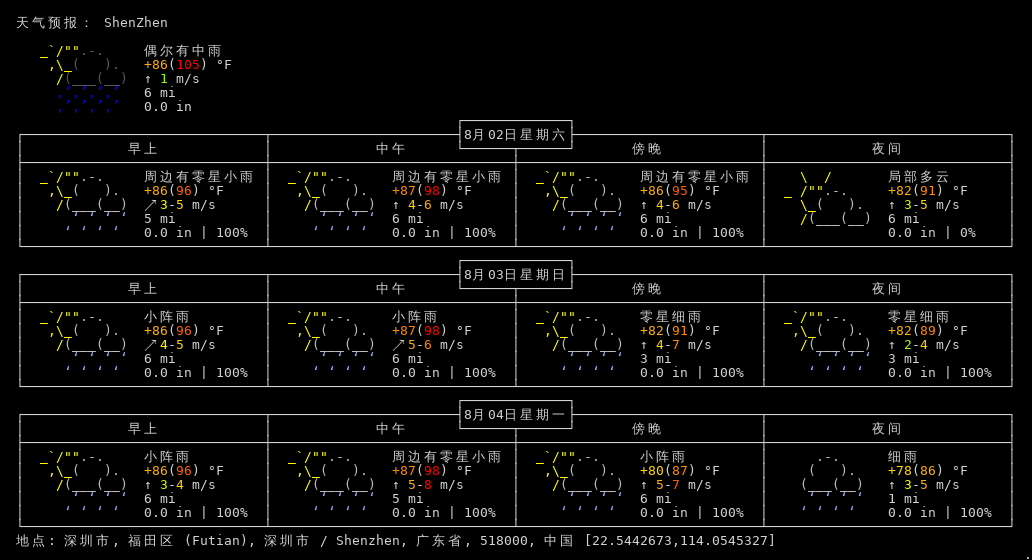 天气预报： ShenZhen
偶尔有中雨
+86(105) °F
↑ 1 m/s
6 mi
0.0 in
8月02日星期六
早上 中午 傍晚 夜间
周边有零星小雨 周边有零星小雨 周边有零星小雨 局部多云
+86(96) °F +87(98) °F +86(95) °F +82(91) °F
↗ 3-5 m/s ↑ 4-6 m/s ↑ 4-6 m/s ↑ 3-5 m/s
5 mi 6 mi 6 mi 6 mi
0.0 in | 100% 0.0 in | 100% 0.0 in | 100% 0.0 in | 0%
8月03日星期日
早上 中午 傍晚 夜间
小阵雨 小阵雨 零星细雨 零星细雨
+86(96) °F +87(98) °F +82(91) °F +82(89) °F
↗ 4-5 m/s ↗ 5-6 m/s ↑ 4-7 m/s ↑ 2-4 m/s
6 mi 6 mi 3 mi 3 mi
0.0 in | 100% 0.0 in | 100% 0.0 in | 100% 0.0 in | 100%
8月04日星期一
早上 中午 傍晚 夜间
小阵雨 周边有零星小雨 小阵雨 细雨
+86(96) °F +87(98) °F +80(87) °F +78(86) °F
↑ 3-4 m/s ↑ 5-8 m/s ↑ 5-7 m/s ↑ 3-5 m/s
6 mi 5 mi 6 mi 1 mi
0.0 in | 100% 0.0 in | 100% 0.0 in | 100% 0.0 in | 100%
地点: 深圳市, 福田区 (Futian), 深圳市 / Shenzhen, 广东省, 518000, 中国 [22.5442673,114.0545327]